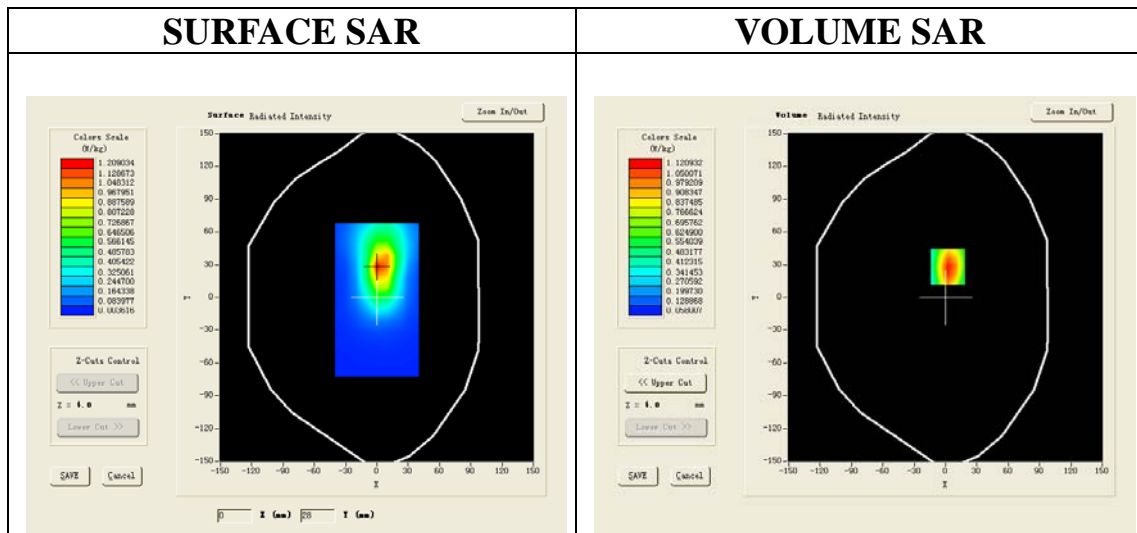 SURFACE SAR
VOLUME SAR
Surface Radiated Intensity
Zoom In/Out
Colors Scale
(W/kg)
1.209034
1.128673
1.048312
0.967951
0.887589
0.807228
0.726867
0.646506
0.566145
0.485783
0.405422
0.325061
0.244700
0.164338
0.083977
0.003616
Z-Cuts Control
<< Upper Cut
Z = 4.0 mm
Lower Cut >>
SAVE
Cancel
150
120
90
60
30
0
-30
-60
-90
-120
-150
Y
-150 -120 -90 -60 -30 0 30 60 90 120 150
X
0 X (mm) 28 Y (mm)
Volume Radiated Intensity
Zoom In/Out
Colors Scale
(W/kg)
1.120932
1.050071
0.979209
0.908347
0.837485
0.766624
0.695762
0.624900
0.554039
0.483177
0.412315
0.341453
0.270592
0.199730
0.128868
0.058007
Z-Cuts Control
<< Upper Cut
Z = 4.0 mm
Lower Cut >>
SAVE
Cancel
150
120
90
60
30
0
-30
-60
-90
-120
-150
Y
-150 -120 -90 -60 -30 0 30 60 90 120 150
X